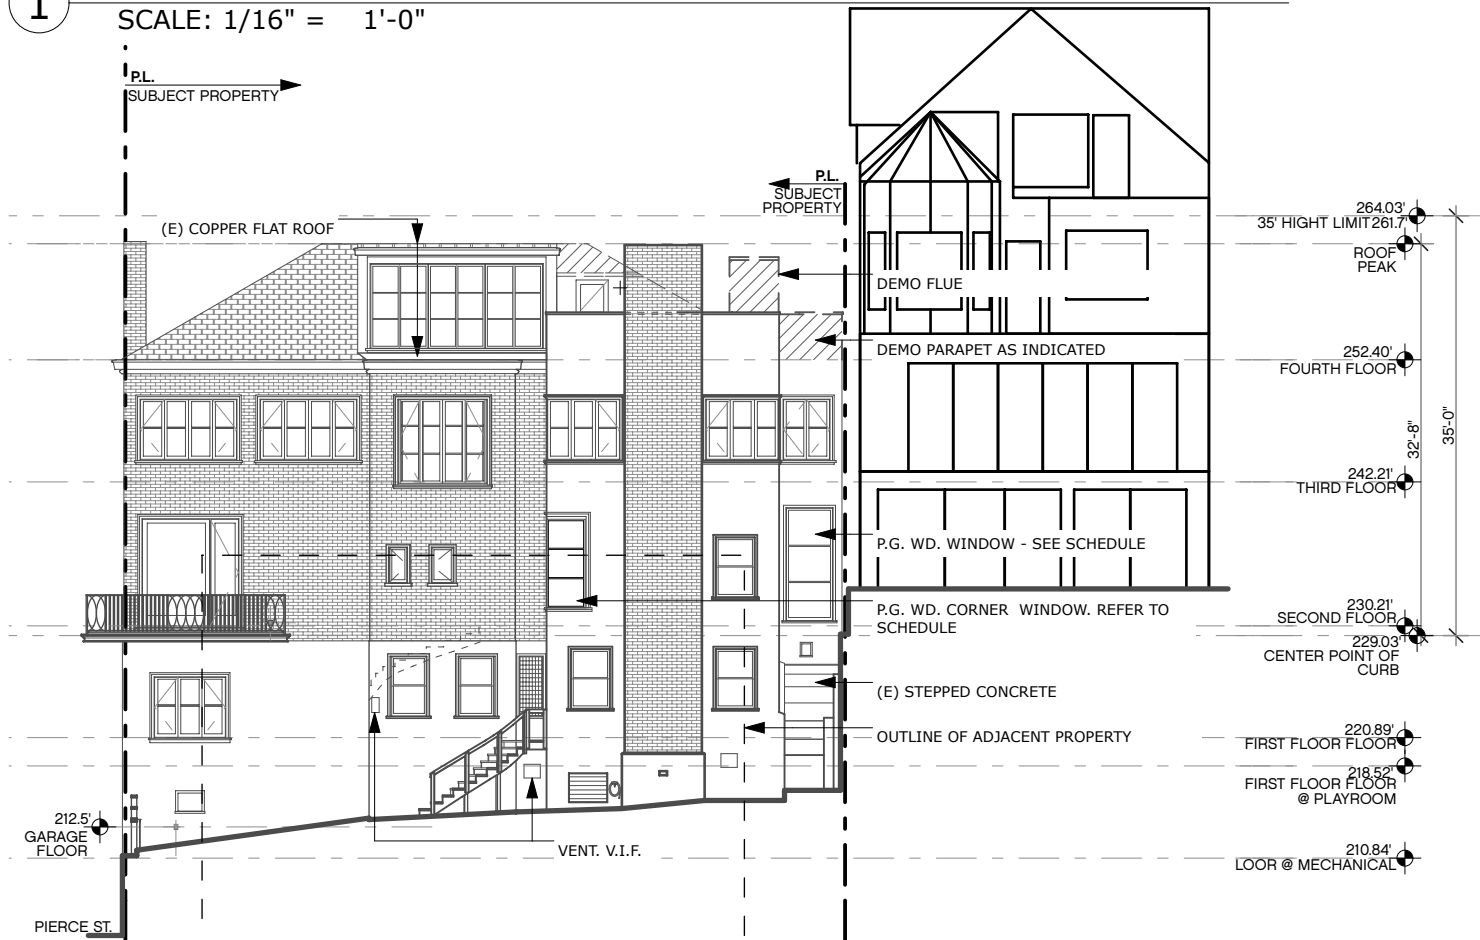 1
SCALE: 1/16" = 1'-0"
P.L.
SUBJECT PROPERTY
P.L.
SUBJECT
PROPERTY
(E) COPPER FLAT ROOF
264.03'
35' HIGHT LIMIT 261.7'
ROOF
PEAK
DEMO FLUE
DEMO PARAPET AS INDICATED
252.40'
FOURTH FLOOR
32'-8"
35'-0"
242.21'
THIRD FLOOR
P.G. WD. WINDOW - SEE SCHEDULE
P.G. WD. CORNER WINDOW. REFER TO
SCHEDULE
230.21'
SECOND FLOOR
229.03'
CENTER POINT OF
CURB
(E) STEPPED CONCRETE
OUTLINE OF ADJACENT PROPERTY
220.89'
FIRST FLOOR FLOOR
218.52'
FIRST FLOOR FLOOR
@ PLAYROOM
212.5'
GARAGE
FLOOR
VENT. V.I.F.
210.84'
LOOR @ MECHANICAL
PIERCE ST.